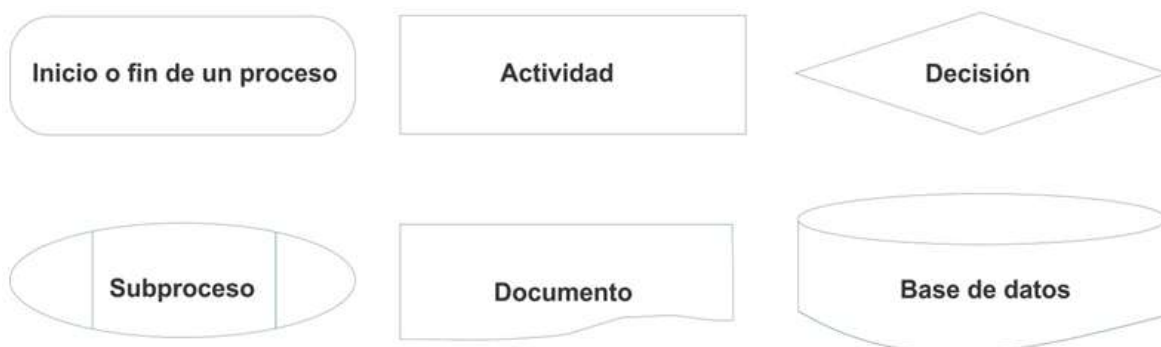 Inicio o fin de un proceso
Actividad
Decisión
Subproceso
Documento
Base de datos